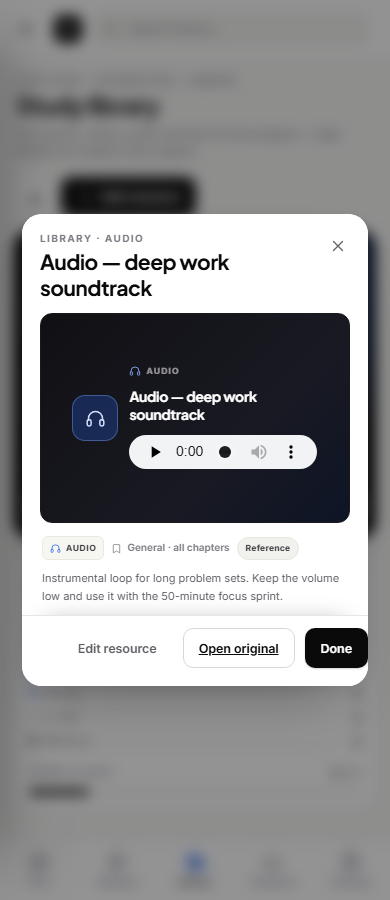 Study library
LIBRARY · AUDIO
Audio — deep work
soundtrack
AUDIO
Audio — deep work
soundtrack
0:00
AUDIO
General · all chapters
Reference
Instrumental loop for long problem sets. Keep the volume
low and use it with the 50-minute focus sprint.
Edit resource
Open original
Done